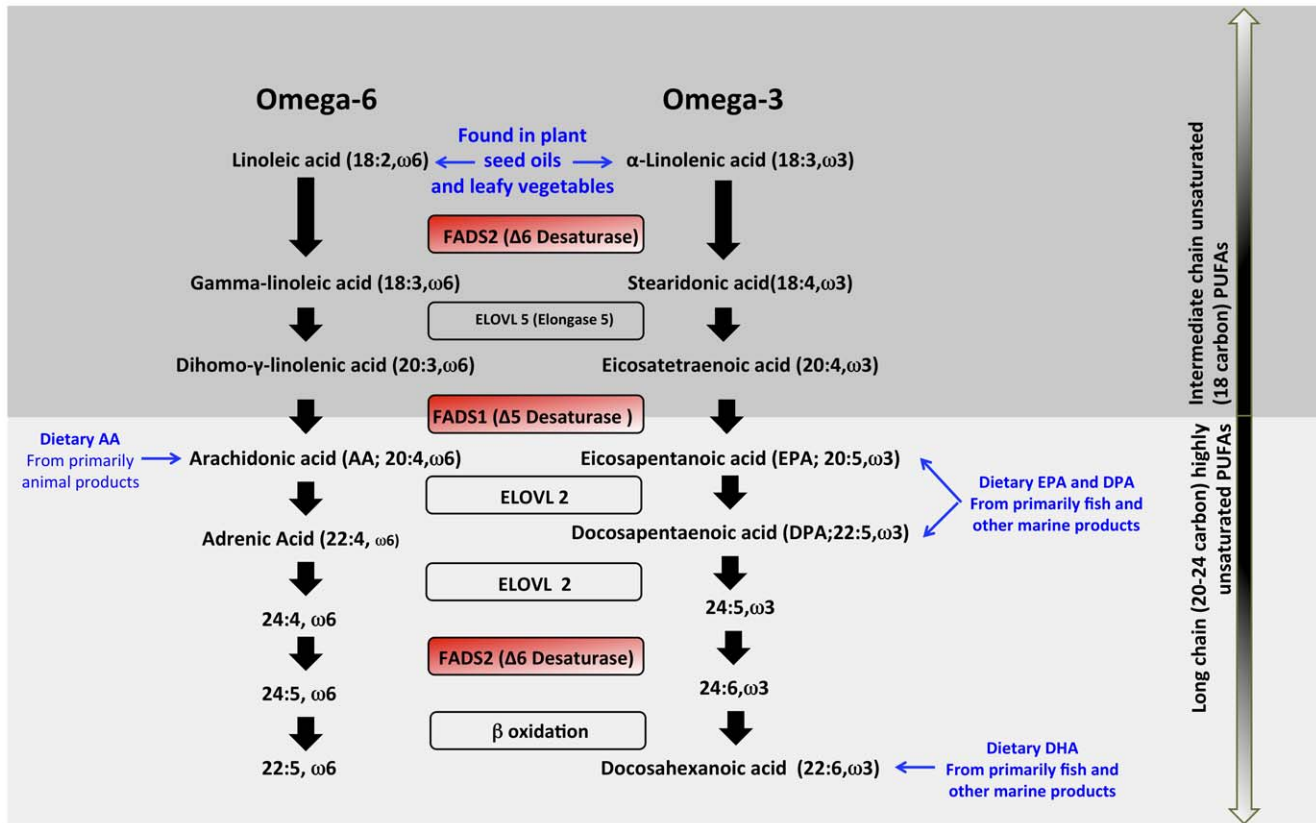 Omega-6
Omega-3
Found in plant
seed oils
and leafy vegetables
Linoleic acid (18:2,ω6)
α-Linolenic acid (18:3,ω3)
FADS2 (Δ6 Desaturase)
Gamma-linoleic acid (18:3,ω6)
Stearidonic acid(18:4,ω3)
ELOVL 5 (Elongase 5)
Dihomo-γ-linolenic acid (20:3,ω6)
Eicosatetraenoic acid (20:4,ω3)
FADS1 (Δ5 Desaturase )
Dietary AA
From primarily
animal products
Arachidonic acid (AA; 20:4,ω6)
Eicosapentanoic acid (EPA; 20:5,ω3)
ELOVL 2
Dietary EPA and DPA
From primarily fish and
other marine products
Adrenic Acid (22:4, ω6)
Docosapentaenoic acid (DPA;22:5,ω3)
ELOVL  2
24:4, ω6
24:5,ω3
FADS2 (Δ6 Desaturase)
24:5, ω6
24:6,ω3
β oxidation
22:5, ω6
Docosahexanoic acid  (22:6,ω3)
Dietary DHA
From primarily fish and
other marine products
Intermediate chain unsaturated
(18 carbon) PUFAs
Long chain (20-24 carbon) highly
unsaturated PUFAs